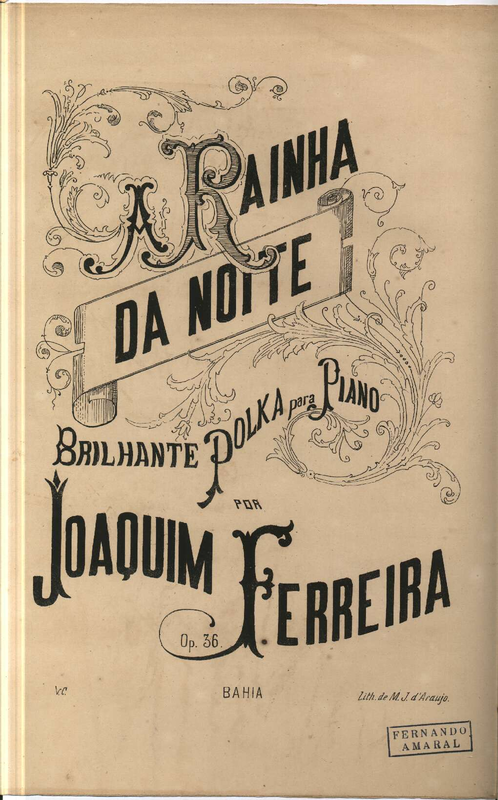 A RAINHA
DA NOITE
BRILHANTE POLKA para PIANO
POR
JOAQUIM
FERREIRA
Op. 36.
V.C
BAHIA
Lith. de M. J. d'Araujo.
FERNANDO
AMARAL